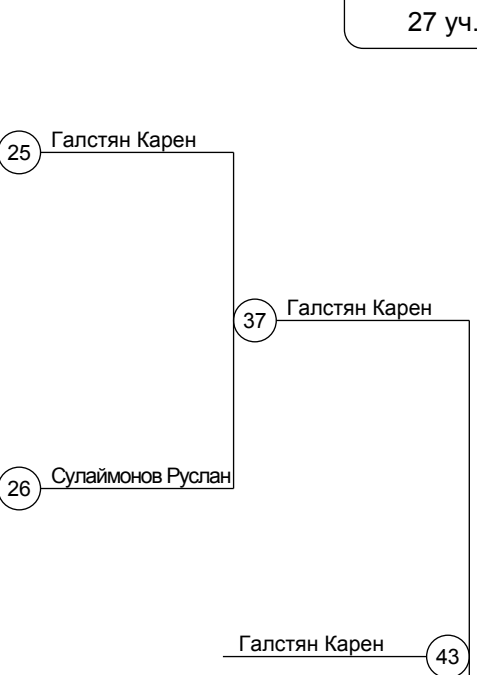 27 уч.
25
Галстян Карен
37
Галстян Карен
26
Сулаймонов Руслан
Галстян Карен
43